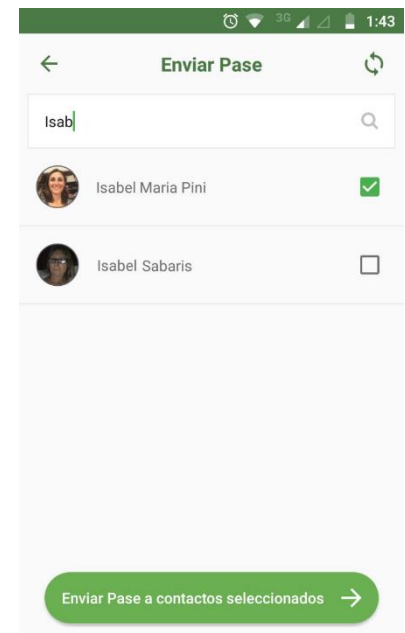 3G 1:43
Enviar Pase
Isab
Isabel Maria Pini
Isabel Sabaris
Enviar Pase a contactos seleccionados